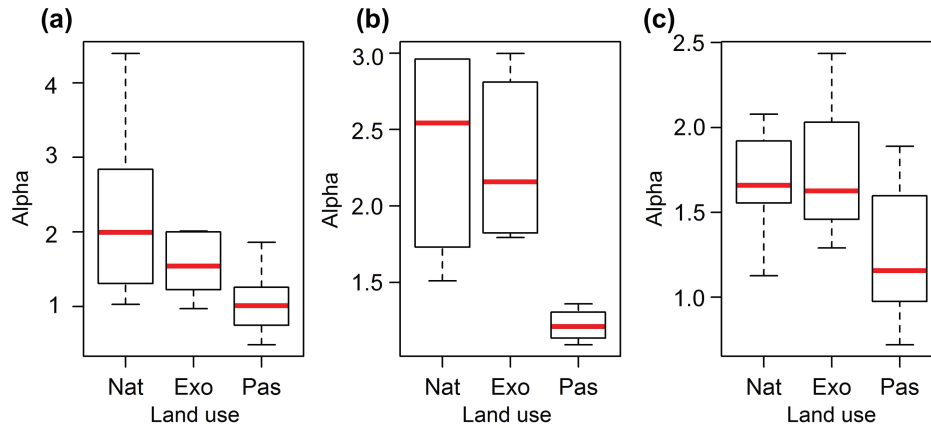 (a)
Alpha
4
3
2
1
Nat Exo Pas
Land use
(b)
Alpha
3.0
2.5
2.0
1.5
Nat Exo Pas
Land use
(c)
Alpha
2.5
2.0
1.5
1.0
Nat Exo Pas
Land use